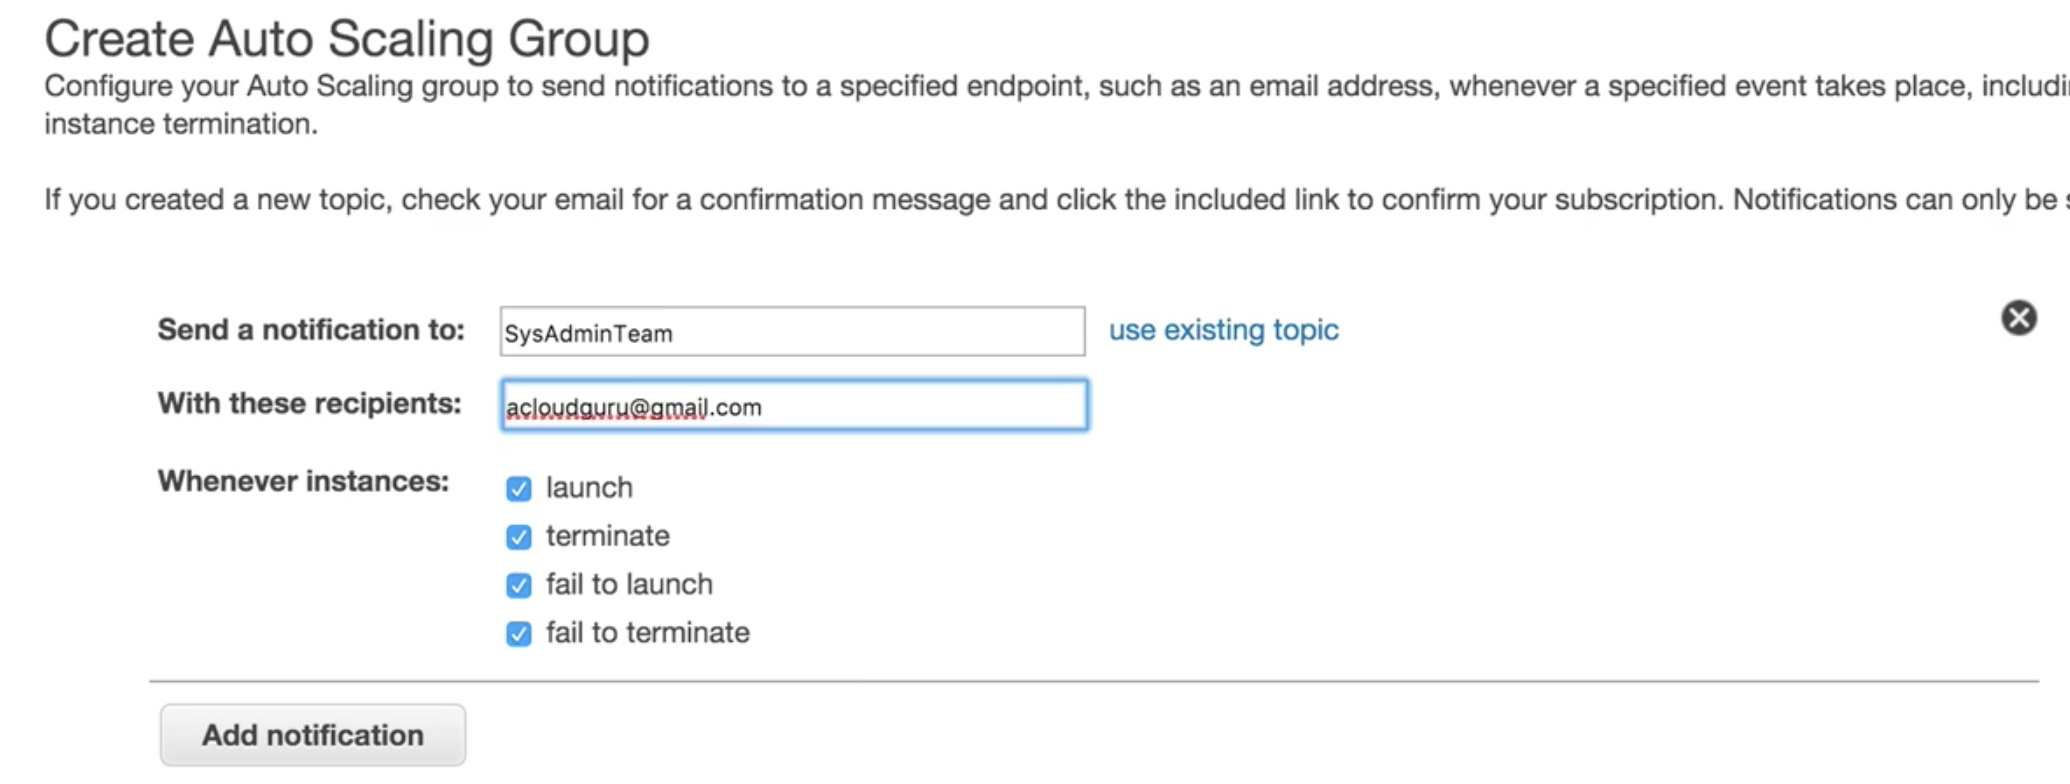 Create Auto Scaling Group
Configure your Auto Scaling group to send notifications to a specified endpoint, such as an email address, whenever a specified event takes place,
instance termination.
If you created a new topic, check your email for a confirmation message and click the included link to confirm your subscription. Notifications can only be
Send a notification to: SysAdminTeam use existing topic
With these recipients: acloudguru@gmail.com
Whenever instances: launch
terminate
fail to launch
fail to terminate
Add notification